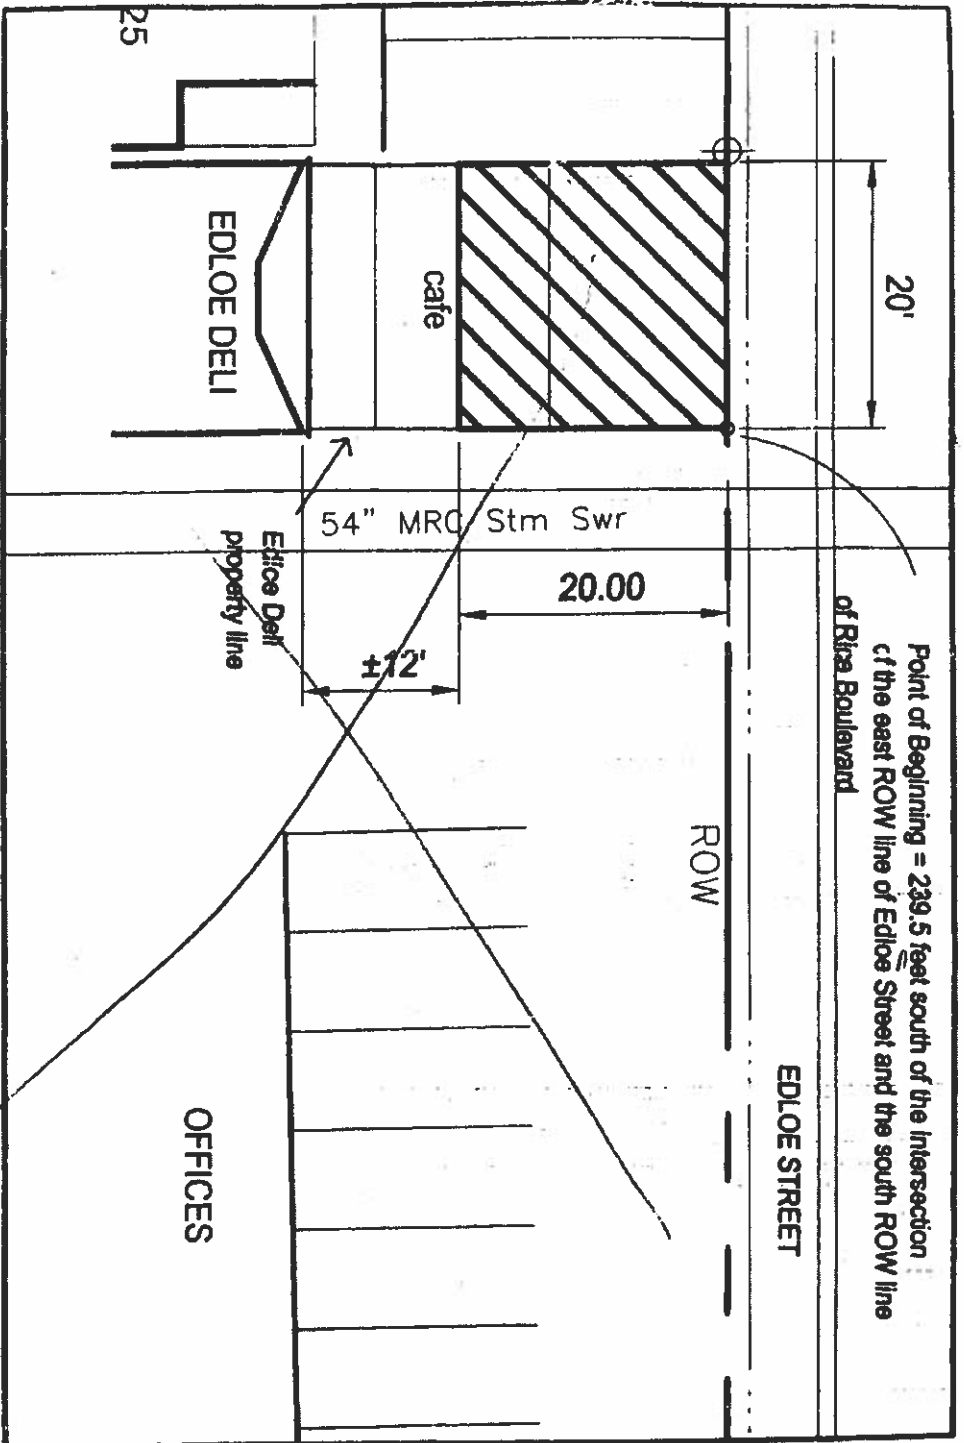 Point of Beginning = 239.5 feet south of the Intersection
cf the east ROW line of Edloe Street and the south ROW line
of Rice Boulevard
EDLOE STREET
20'
ROW
20.00
54" MRC Stm Swr
±12'
cafe
Edice Deli
property line
EDLOE DELI
OFFICES
25